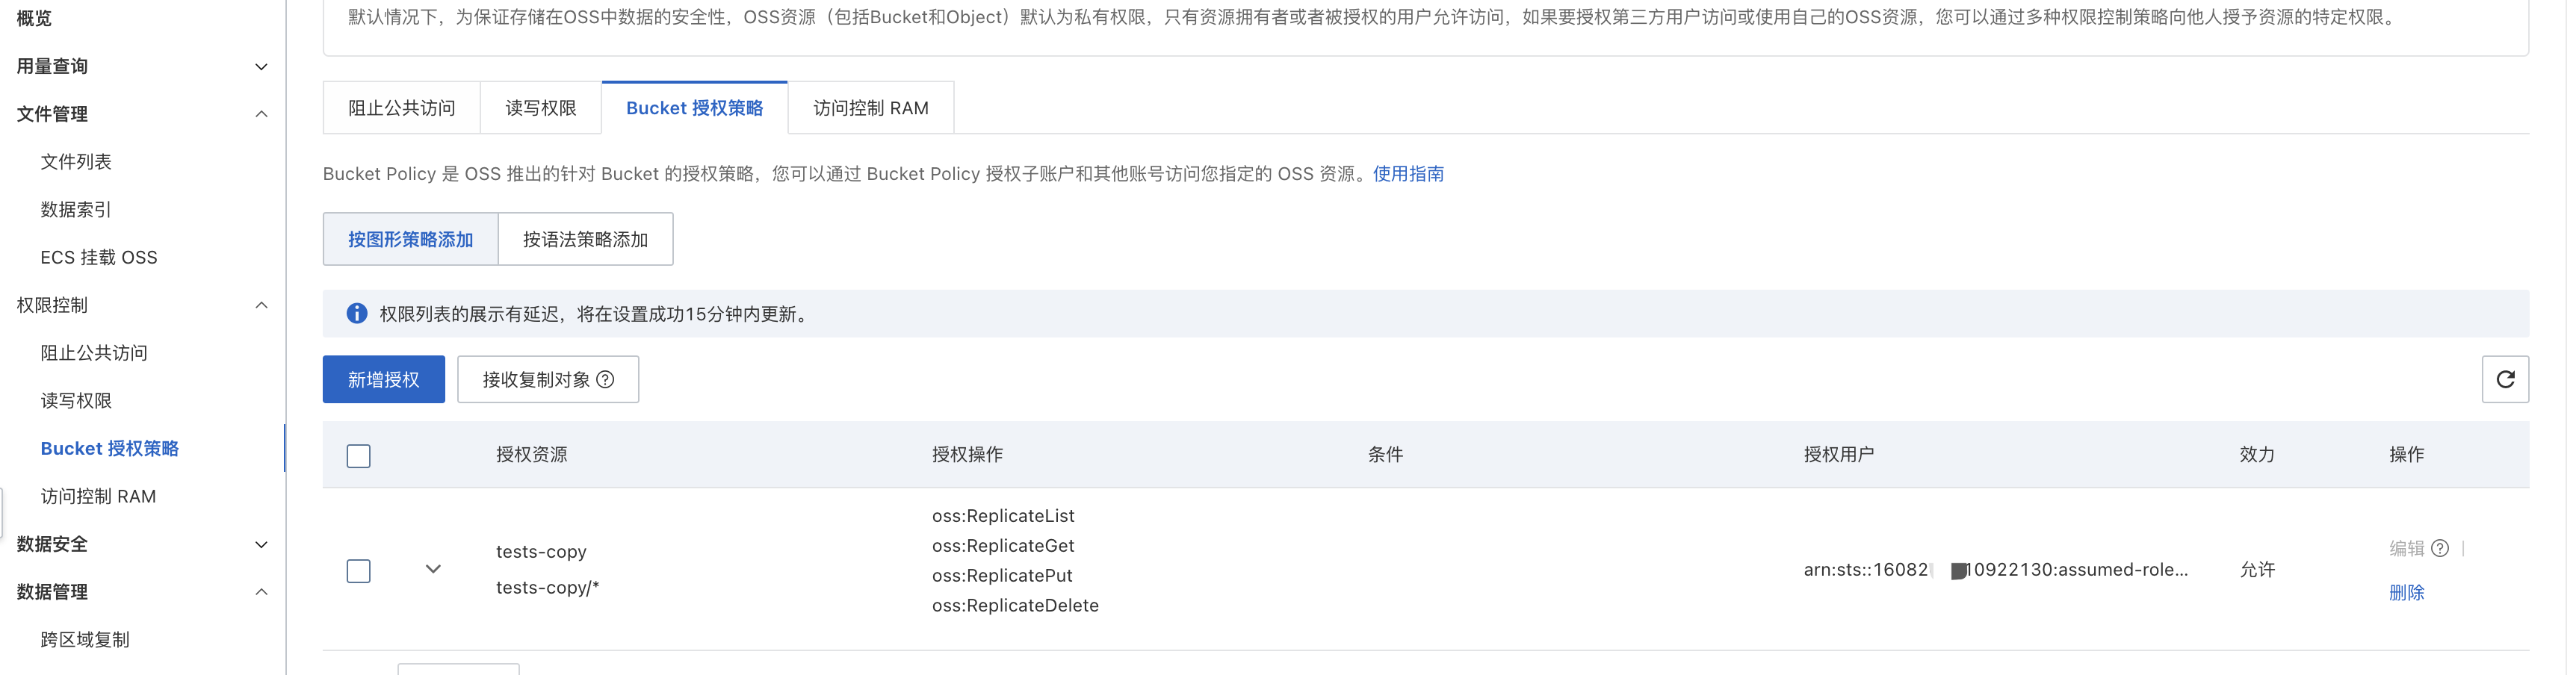 概览
用量查询
文件管理
文件列表
数据索引
ECS 挂载 OSS
权限控制
阻止公共访问
读写权限
Bucket 授权策略
访问控制 RAM
数据安全
数据管理
跨区域复制
默认情况下，为保证存储在OSS中数据的安全性，OSS资源（包括Bucket和Object）默认为私有权限，只有资源拥有者或者被授权的用户允许访问，如果要授权第三方用户访问或使用自己的OSS资源，您可以通过多种权限控制策略向他人授予资源的特定权限。
阻止公共访问 读写权限 Bucket 授权策略 访问控制 RAM
Bucket Policy 是 OSS 推出的针对 Bucket 的授权策略，您可以通过 Bucket Policy 授权子账户和其他账号访问您指定的 OSS 资源。使用指南
按图形策略添加 按语法策略添加
权限列表的展示有延迟，将在设置成功15分钟内更新。
新增授权 接收复制对象
授权资源 授权操作 条件 授权用户 效力 操作
tests-copy
tests-copy/*
oss:ReplicateList
oss:ReplicateGet
oss:ReplicatePut
oss:ReplicateDelete
arn:sts::16082 10922130:assumed-role...
允许
编辑
删除